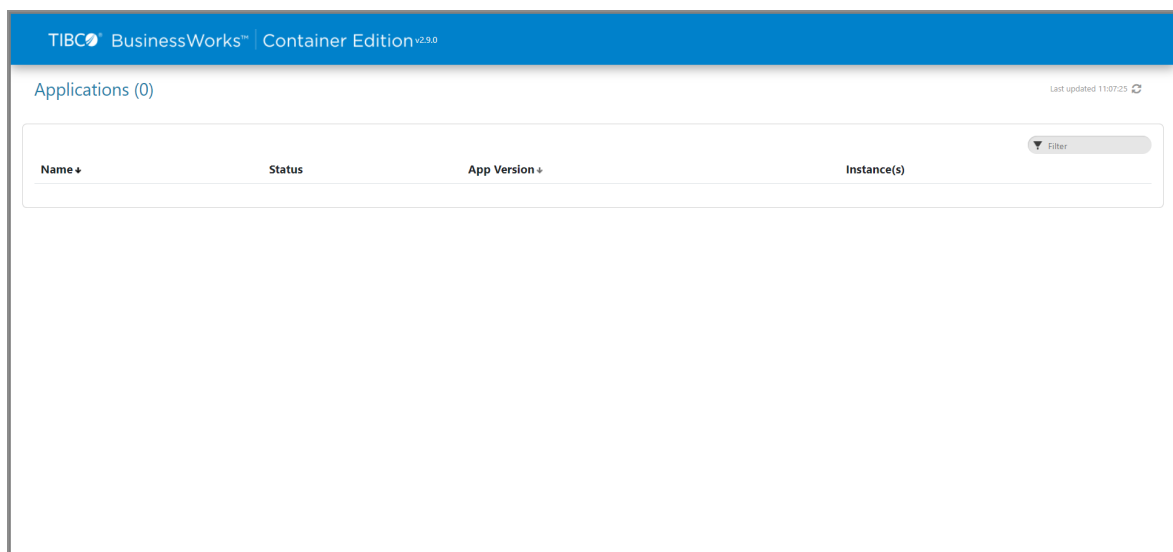 TIBCO® BusinessWorks™ | Container Edition v2.9.0
Applications (0)
Last updated 11:07:25
Filter
Name Status App Version Instance(s)